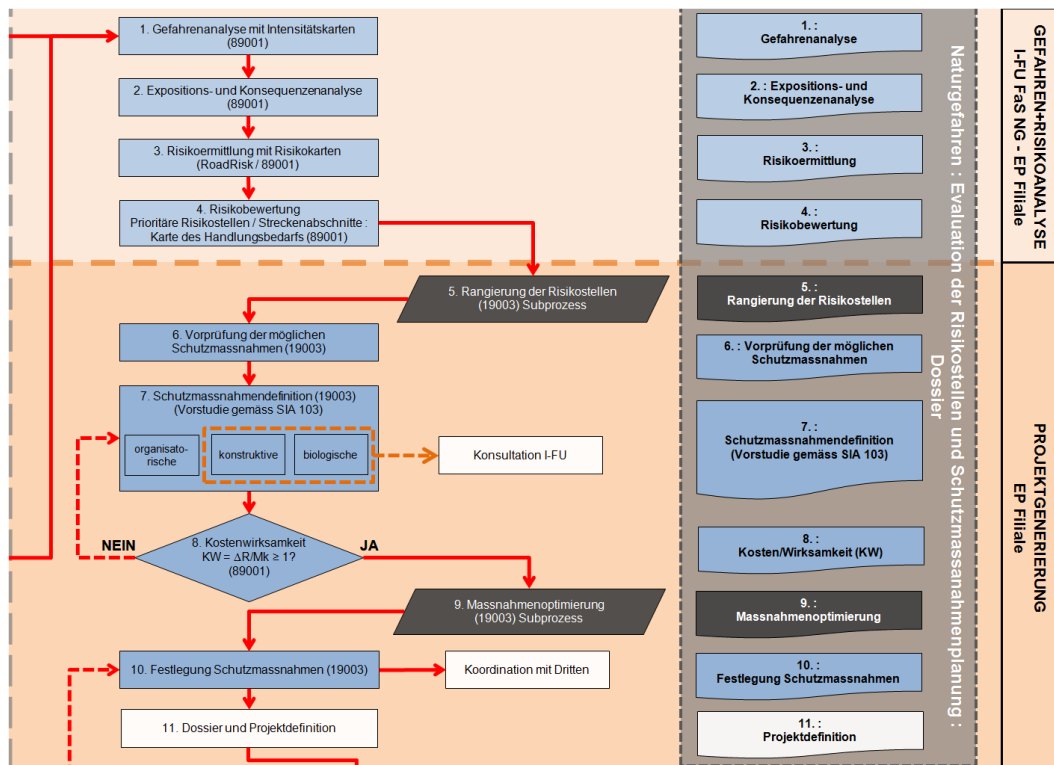 1. Gefahrenanalyse mit Intensitätskarten
(89001)
2. Expositions- und Konsequenzenanalyse
(89001)
3. Risikoermittlung mit Risikokarten
(RoadRisk / 89001)
4. Risikobewertung
Prioritäre Risikostellen / Streckenabschnitte :
Karte des Handlungsbedarfs (89001)
5. Rangierung der Risikostellen
(19003) Subprozess
6. Vorprüfung der möglichen
Schutzmassnahmen (19003)
7. Schutzmassnahmendefinition (19003)
(Vorstudie gemäss SIA 103)
organisato-
rische
konstruktive
biologische
Konsultation I-FU
NEIN
8. Kostenwirksamkeit
KW = ΔR/Mk ≥ 1?
(89001)
JA
9. Massnahmenoptimierung
(19003) Subprozess
10. Festlegung Schutzmassnahmen (19003)
Koordination mit Dritten
11. Dossier und Projektdefinition
1. :
Gefahrenanalyse
2. : Expositions- und
Konsequenzenanalyse
3. :
Risikoermittlung
4. :
Risikobewertung
5. :
Rangierung der Risikostellen
6. : Vorprüfung der möglichen
Schutzmassnahmen
7. :
Schutzmassnahmendefinition
(Vorstudie gemäss SIA 103)
8. :
Kosten/Wirksamkeit (KW)
9. :
Massnahmenoptimierung
10. :
Festlegung Schutzmassnahmen
11. :
Projektdefinition
Naturgefahren : Evaluation der Risikostellen und Schutzmassanahmenplanung :
Dossier
GEFAHREN+RISIKOANALYSE
I-FU FaS NG - EP Filiale
PROJEKTGENERIERUNG
EP Filiale